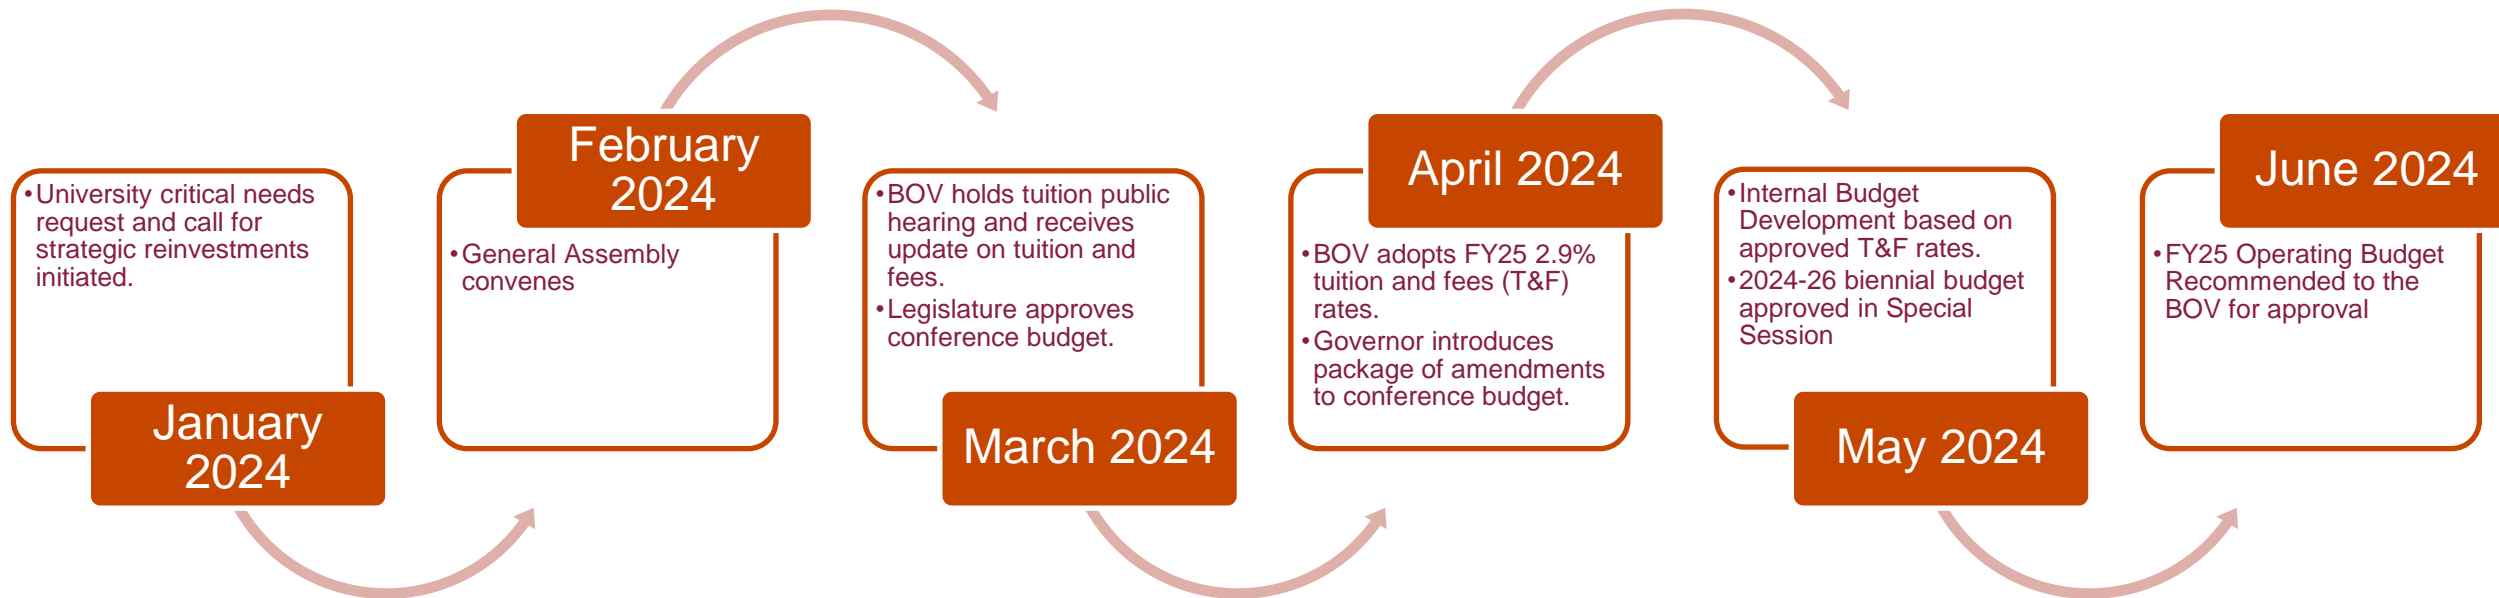 •University critical needs
request and call for
strategic reinvestments
initiated.
January
2024
February
2024
•General Assembly
convenes
•BOV holds tuition public
hearing and receives
update on tuition and
fees.
•Legislature approves
conference budget.
March 2024
April 2024
•BOV adopts FY25 2.9%
tuition and fees (T&F)
rates.
•Governor introduces
package of amendments
to conference budget.
•Internal Budget
Development based on
approved T&F rates.
•2024-26 biennial budget
approved in Special
Session
May 2024
June 2024
•FY25 Operating Budget
Recommended to the
BOV for approval